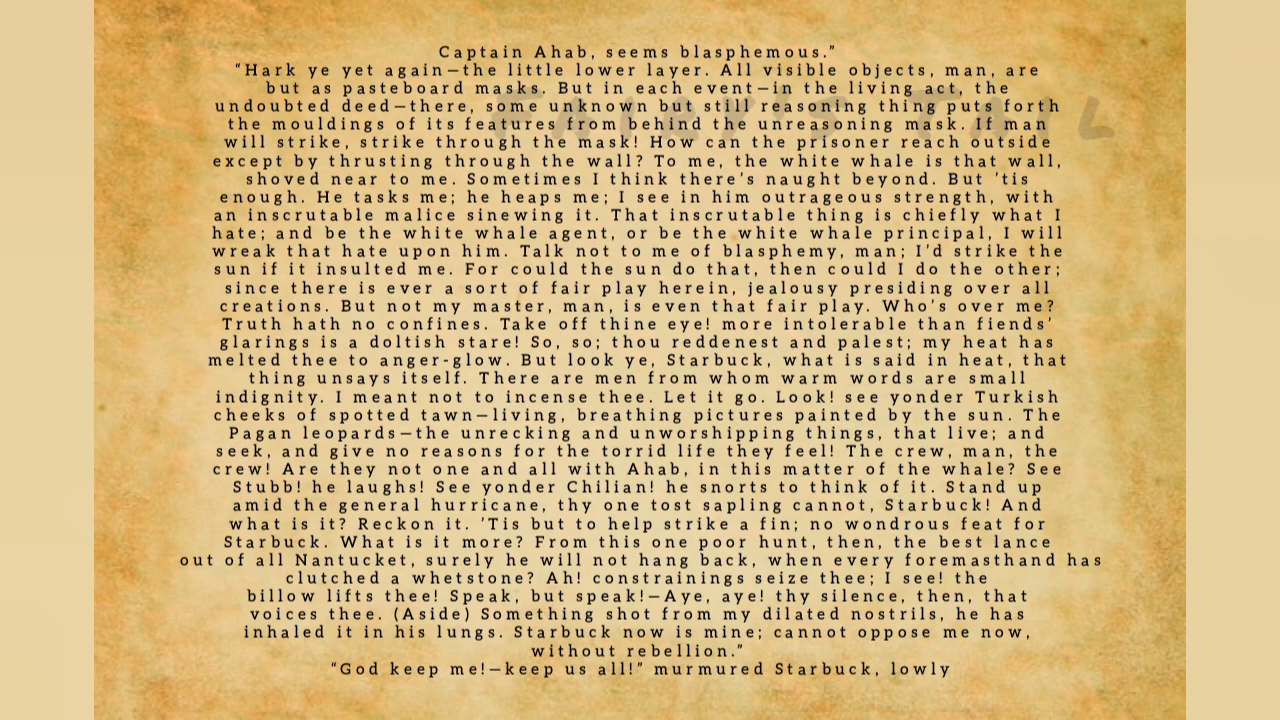 Captain Ahab, seems blasphemous.”
“Hark ye yet again—the little lower layer. All visible objects, man, are
but as pasteboard masks. But in each event—in the living act, the
undoubted deed—there, some unknown but still reasoning thing puts forth
the mouldings of its features from behind the unreasoning mask. If man
will strike, strike through the mask! How can the prisoner reach outside
except by thrusting through the wall? To me, the white whale is that wall,
shoved near to me. Sometimes I think there’s naught beyond. But ’tis
enough. He tasks me; he heaps me; I see in him outrageous strength, with
an inscrutable malice sinewing it. That inscrutable thing is chiefly what I
hate; and be the white whale agent, or be the white whale principal, I will
wreak that hate upon him. Talk not to me of blasphemy, man; I’d strike the
sun if it insulted me. For could the sun do that, then could I do the other;
since there is ever a sort of fair play herein, jealousy presiding over all
creations. But not my master, man, is even that fair play. Who’s over me?
Truth hath no confines. Take off thine eye! more intolerable than fiends’
glarings is a doltish stare! So, so; thou reddenest and palest; my heat has
melted thee to anger-glow. But look ye, Starbuck, what is said in heat, that
thing unsays itself. There are men from whom warm words are small
indignity. I meant not to incense thee. Let it go. Look! see yonder Turkish
cheeks of spotted tawn—living, breathing pictures painted by the sun. The
Pagan leopards—the unrecking and unworshipping things, that live; and
seek, and give no reasons for the torrid life they feel! The crew, man, the
crew! Are they not one and all with Ahab, in this matter of the whale? See
Stubb! he laughs! See yonder Chilian! he snorts to think of it. Stand up
amid the general hurricane, thy one tost sapling cannot, Starbuck! And
what is it? Reckon it. ’Tis but to help strike a fin; no wondrous feat for
Starbuck. What is it more? From this one poor hunt, then, the best lance
out of all Nantucket, surely he will not hang back, when every foremasthand has
clutched a whetstone? Ah! constrainings seize thee; I see! the
billow lifts thee! Speak, but speak!—Aye, aye! thy silence, then, that
voices thee. (Aside) Something shot from my dilated nostrils, he has
inhaled it in his lungs. Starbuck now is mine; cannot oppose me now,
without rebellion.”
“God keep me!—keep us all!” murmured Starbuck, lowly